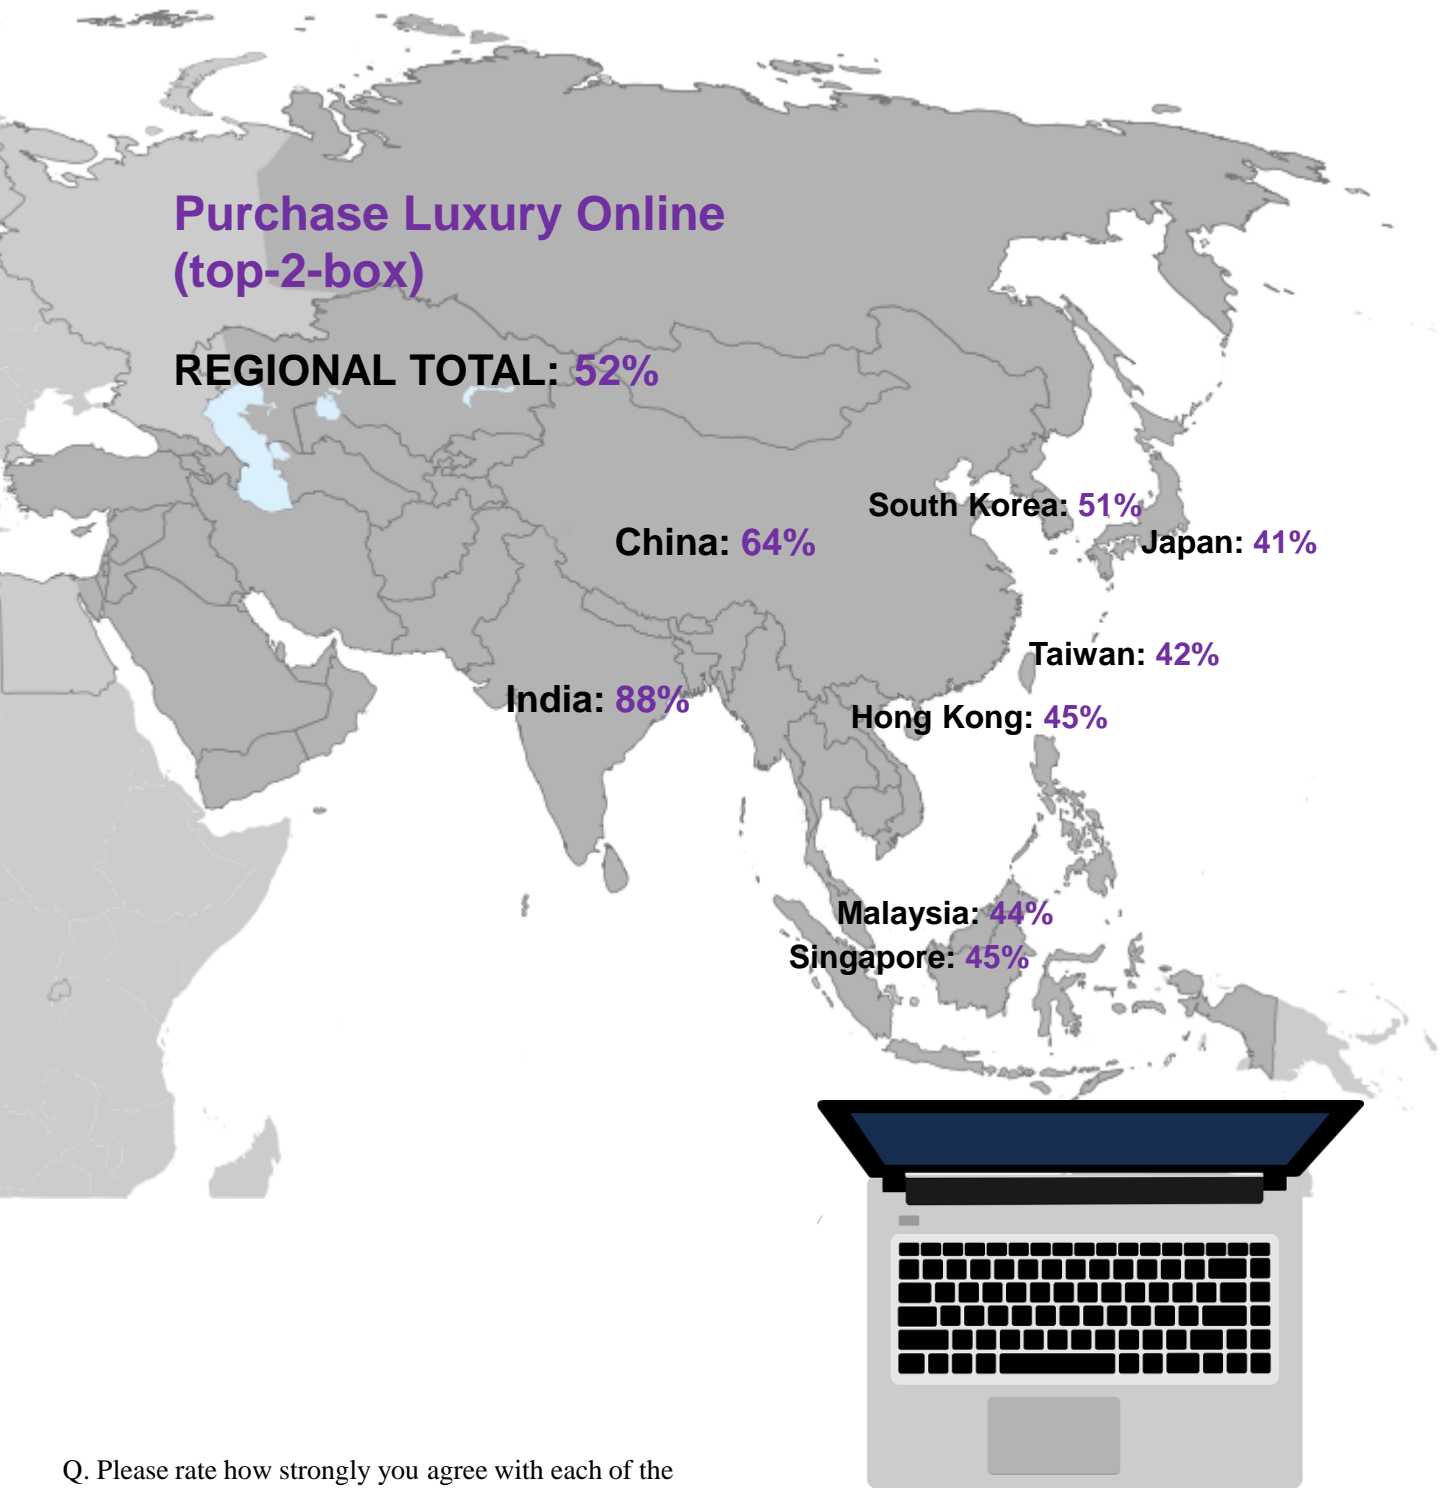 Purchase Luxury Online
(top-2-box)
REGIONAL TOTAL: 52%
South Korea: 51%
China: 64%
Japan: 41%
Taiwan: 42%
India: 88%
Hong Kong: 45%
Malaysia: 44%
Singapore: 45%
Q. Please rate how strongly you agree with each of the